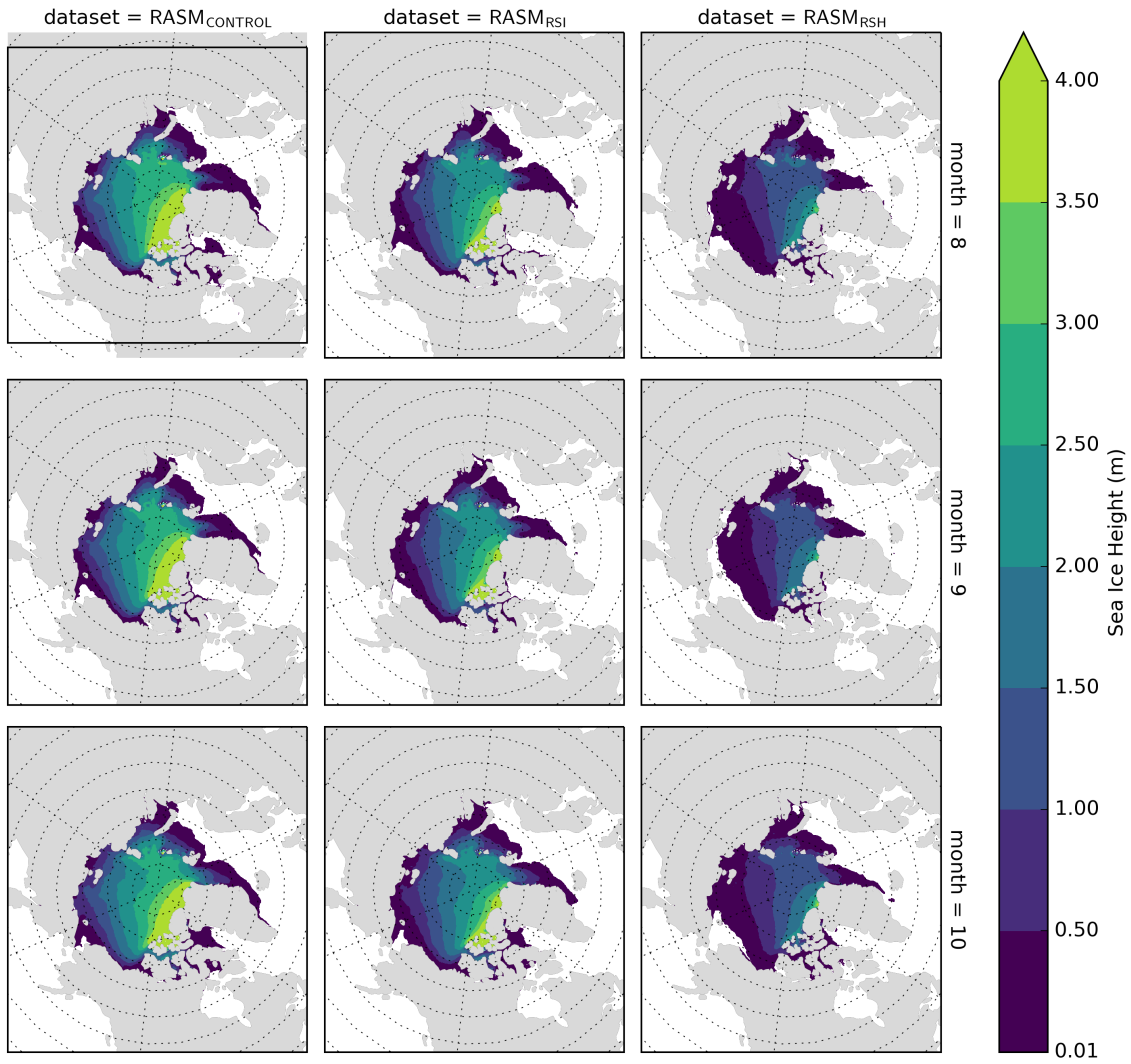 dataset = RASM_CONTROL
dataset = RASM_RSI
dataset = RASM_RSH
month = 8
month = 9
month = 10
4.00
3.50
3.00
2.50
2.00
1.50
1.00
0.50
0.01
Sea Ice Height (m)